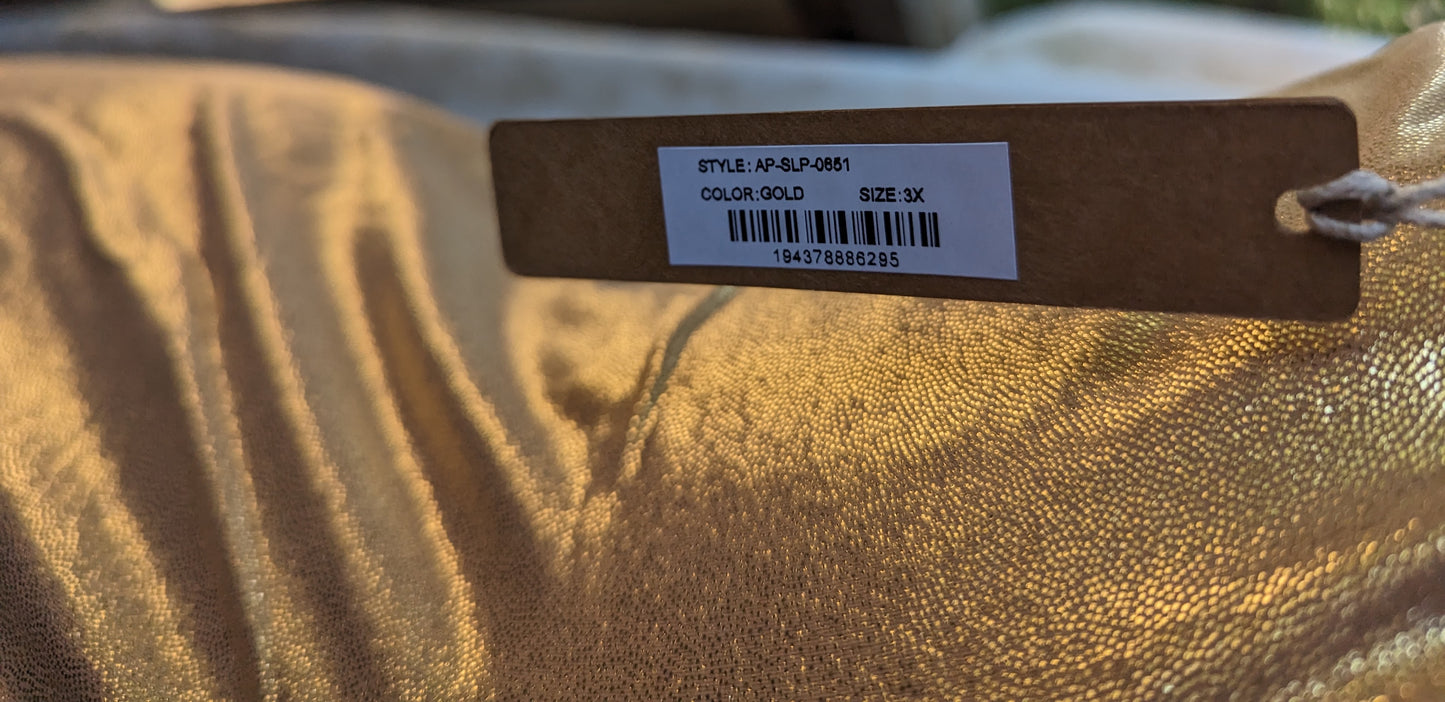 STYLE: AP-SLP-0651
COLOR:GOLD SIZE:3X
194378886295